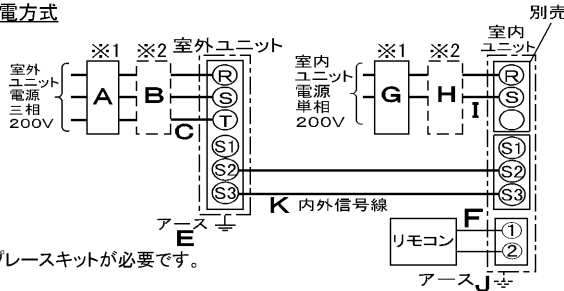 電方式
別売
※1
※2
室外ユニット
室外
ユニット
電源
三相
200V
A
B
C
R
S
T
S1
S2
S3
アース
E
※1
※2
室内
ユニット
室内
ユニット
電源
単相
200V
G
H
I
R
S
S1
S2
S3
K 内外信号線
F
リモコン
1
2
アース
J
プレースキットが必要です。